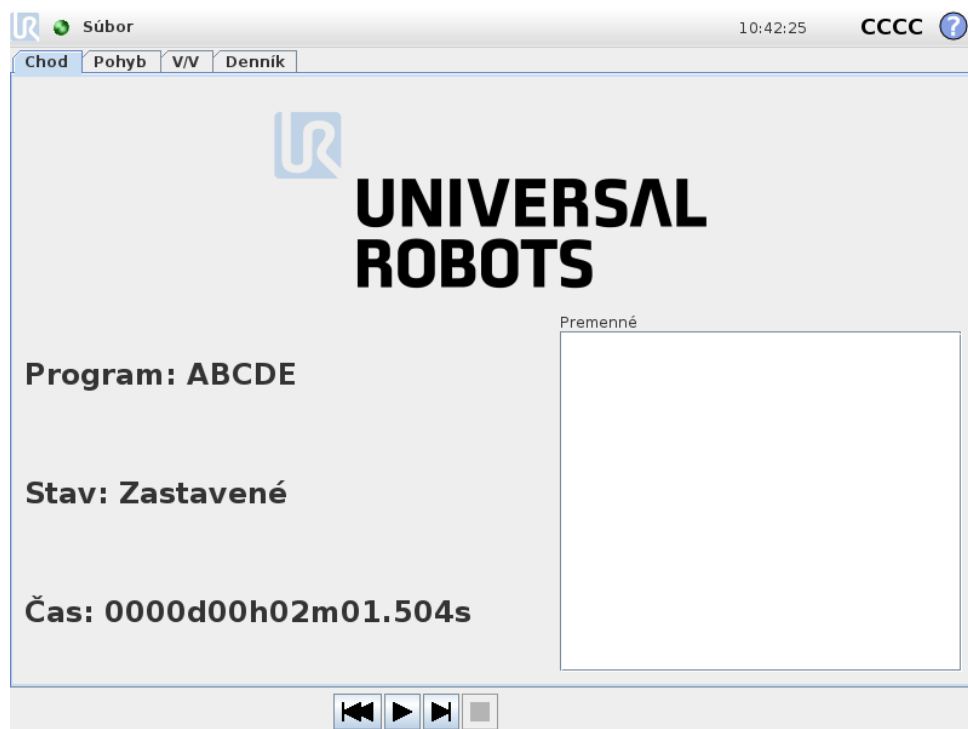 Súbor 10:42:25 CCCC ?
Chod Pohyb V/V Denník
UNIVERSAL
ROBOTS
Premenné
Program: ABCDE
Stav: Zastavené
Čas: 0000d00h02m01.504s